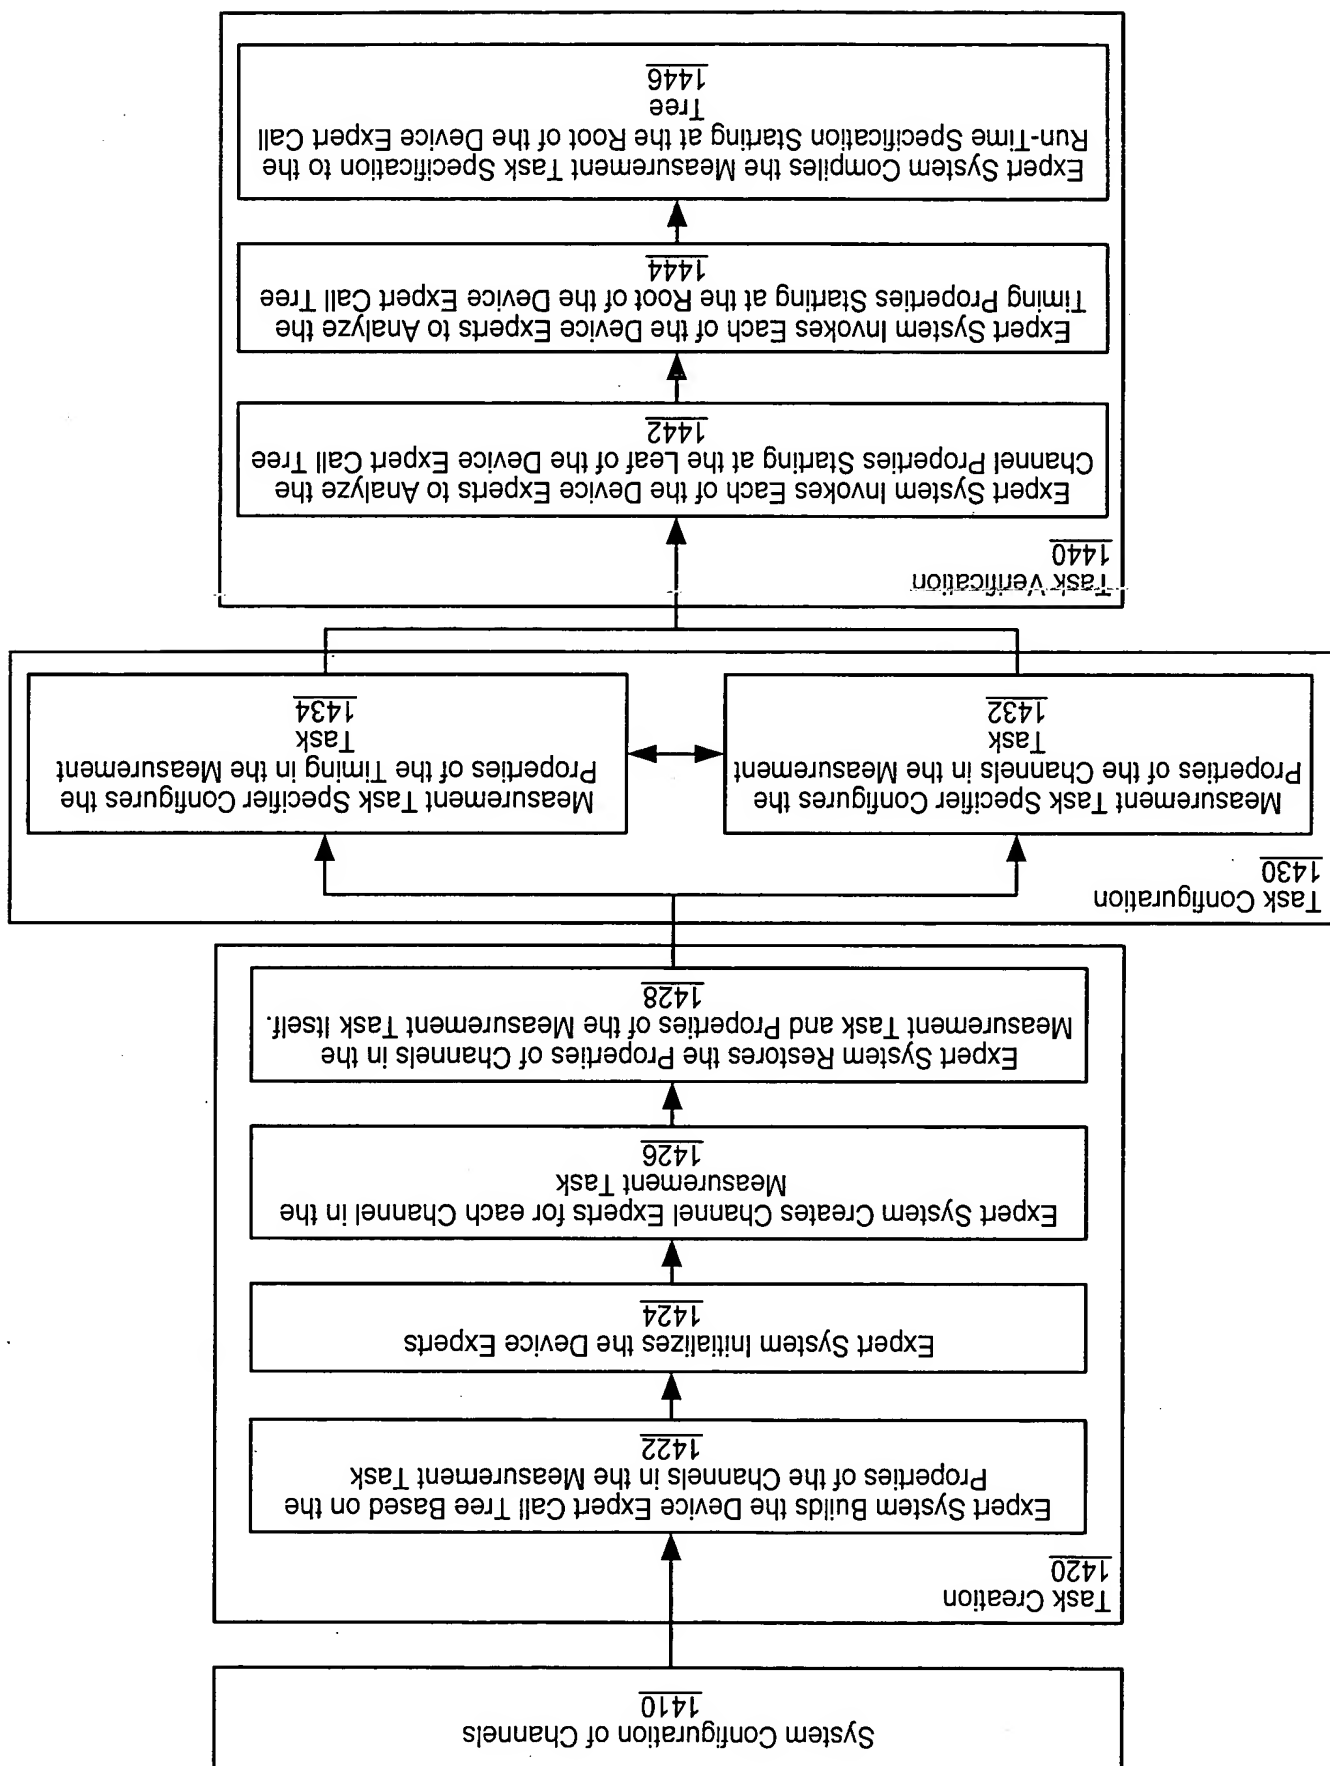 System Configuration of Channels
1410
Task Creation
1420
Expert System Builds the Device Expert Call Tree Based on the
Properties of the Channels in the Measurement Task
1422
Expert System Initializes the Device Experts
1424
Expert System Creates Channel Experts for each Channel in the
Measurement Task
1426
Expert System Restores the Properties of Channels in the
Measurement Task and Properties of the Measurement Task Itself.
1428
Task Configuration
1430
Measurement Task Specifier Configures the
Properties of the Channels in the Measurement
Task
1432
Measurement Task Specifier Configures the
Properties of the Timing in the Measurement
Task
1434
Task Verification
1440
Expert System Invokes Each of the Device Experts to Analyze the
Channel Properties Starting at the Leaf of the Device Expert Call Tree
1442
Expert System Invokes Each of the Device Experts to Analyze the
Timing Properties Starting at the Root of the Device Expert Call Tree
1444
Expert System Compiles the Measurement Task Specification to the
Run-Time Specification Starting at the Root of the Device Expert Call
Tree
1446